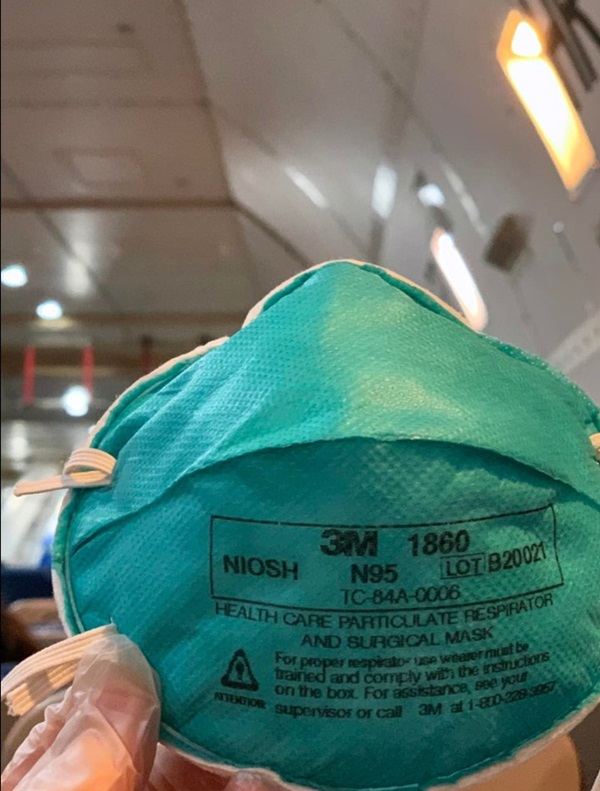 3M 1860
NIOSH N95 LOT B20021
TC-84A-0006
HEALTH CARE PARTICULATE RESPIRATOR
AND SURGICAL MASK
For proper respirator use wearer must be
trained and comply with the instructions
on the box. For assistance, see your
ATTENTION supervisor or call 3M at 1-800-229-3957